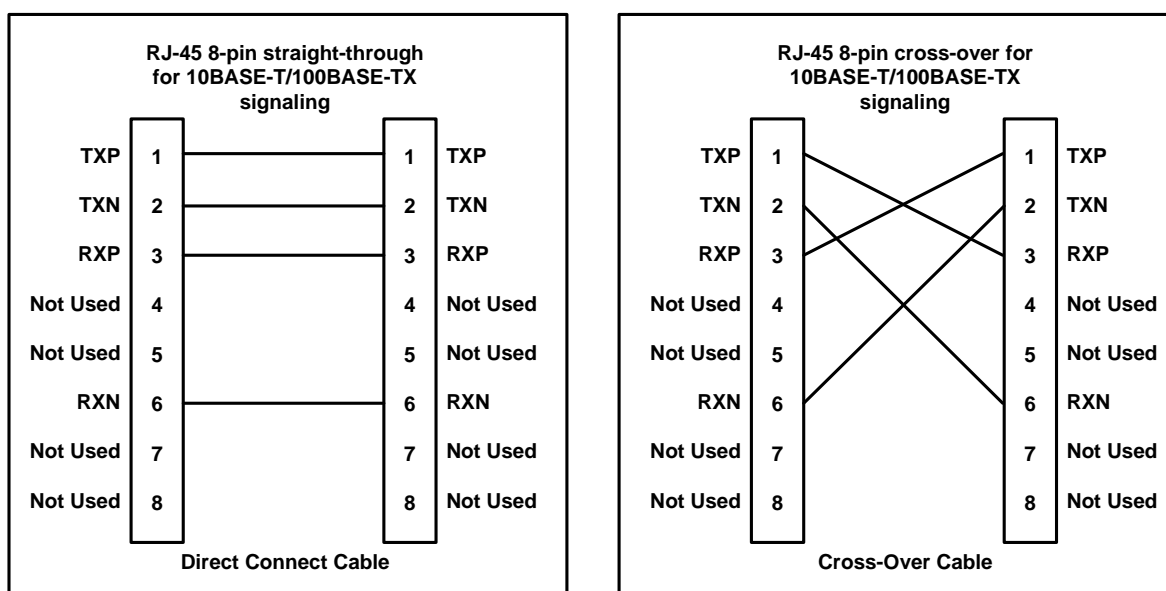 RJ-45 8-pin straight-through
for 10BASE-T/100BASE-TX
signaling
TXP 1 1 TXP
TXN 2 2 TXN
RXP 3 3 RXP
Not Used 4 4 Not Used
Not Used 5 5 Not Used
RXN 6 6 RXN
Not Used 7 7 Not Used
Not Used 8 8 Not Used
Direct Connect Cable
RJ-45 8-pin cross-over for
10BASE-T/100BASE-TX
signaling
TXP 1 1 TXP
TXN 2 2 TXN
RXP 3 3 RXP
Not Used 4 4 Not Used
Not Used 5 5 Not Used
RXN 6 6 RXN
Not Used 7 7 Not Used
Not Used 8 8 Not Used
Cross-Over Cable